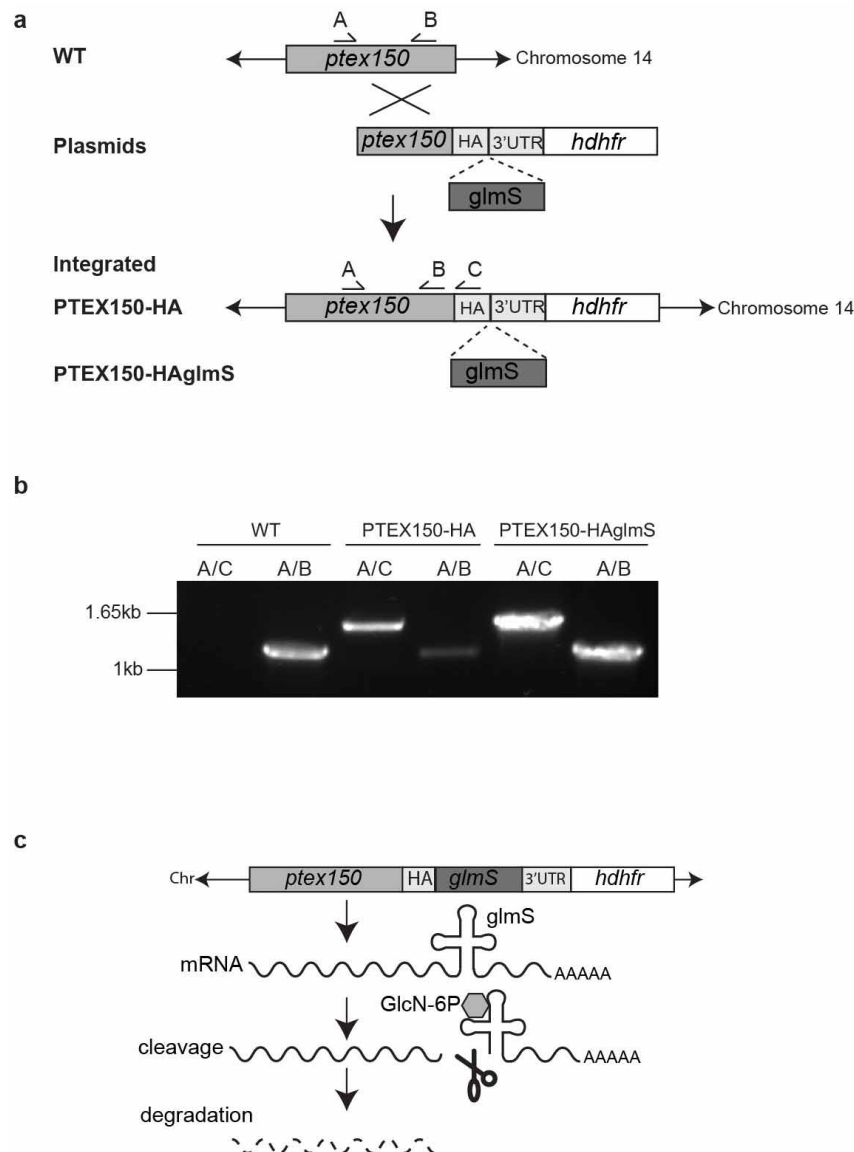 a
A B
WT
ptex150
Chromosome 14
Plasmids
ptex150 HA 3'UTR hdhfr
glmS
Integrated
A B C
PTEX150-HA
ptex150 HA 3'UTR hdhfr
Chromosome 14
glmS
PTEX150-HAglmS
b
WT PTEX150-HA PTEX150-HAglmS
A/C A/B A/C A/B A/C A/B
1.65kb
1kb
c
Chr ptex150 HA glmS 3'UTR hdhfr
glmS
mRNA AAAAA
GlcN-6P
cleavage AAAAA
degradation